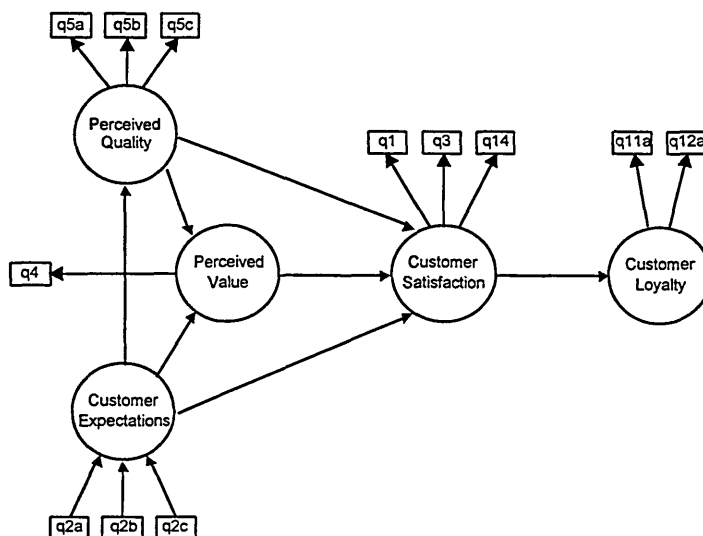 q5a q5b q5c
Perceived
Quality
q1 q3 q14
q11a q12a
q4
Perceived
Value
Customer
Satisfaction
Customer
Loyalty
Customer
Expectations
q2a q2b q2c